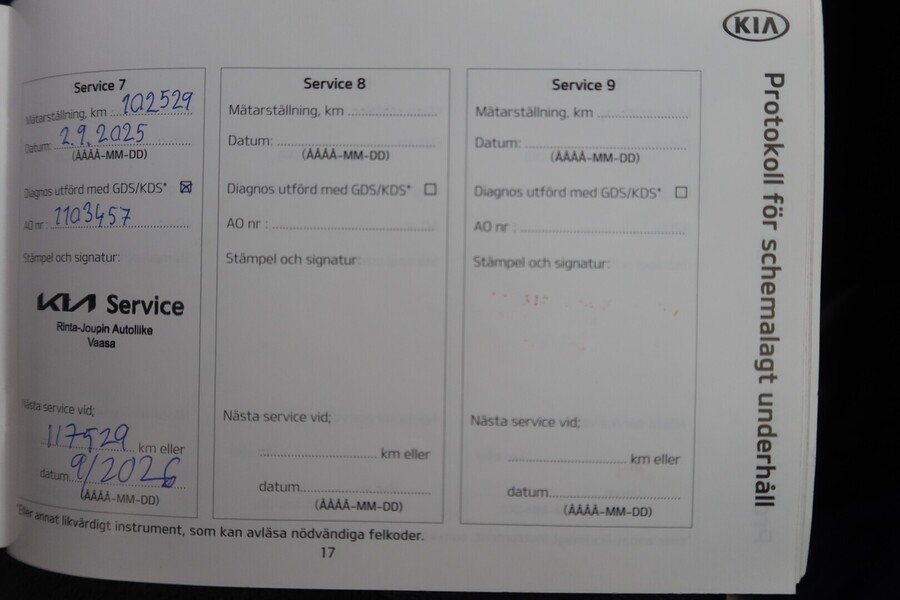 KIA
Protokoll för schemalagt underhåll
Service 7
Mätarställning, km 102529
Datum: 2.9.2025
(ÅÅÅÅ-MM-DD)
Diagnos utförd med GDS/KDS* ☒
AO nr : 1103457
Stämpel och signatur:
KIA Service
Rinta-Joupin Autoliike
Vaasa
Nästa service vid;
117529 km eller
datum 9/2026
(ÅÅÅÅ-MM-DD)
Service 8
Mätarställning, km
Datum:
(ÅÅÅÅ-MM-DD)
Diagnos utförd med GDS/KDS* ☐
AO nr :
Stämpel och signatur:
Nästa service vid;
km eller
datum
(ÅÅÅÅ-MM-DD)
Service 9
Mätarställning, km
Datum:
(ÅÅÅÅ-MM-DD)
Diagnos utförd med GDS/KDS* ☐
AO nr :
Stämpel och signatur:
Nästa service vid;
km eller
datum
(ÅÅÅÅ-MM-DD)
*Eller annat likvärdigt instrument, som kan avläsa nödvändiga felkoder.
17